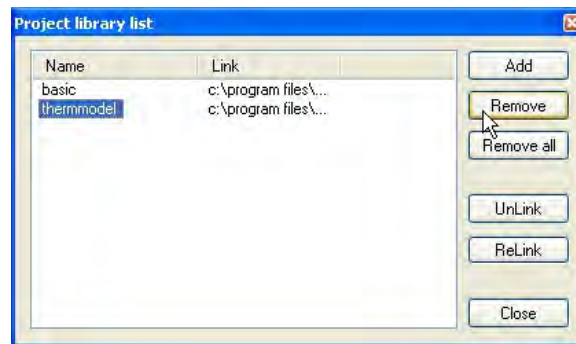 Project library list
Name Link
basic c:\program files\...
thermmodel c:\program files\...
Add
Remove
Remove all
UnLink
ReLink
Close